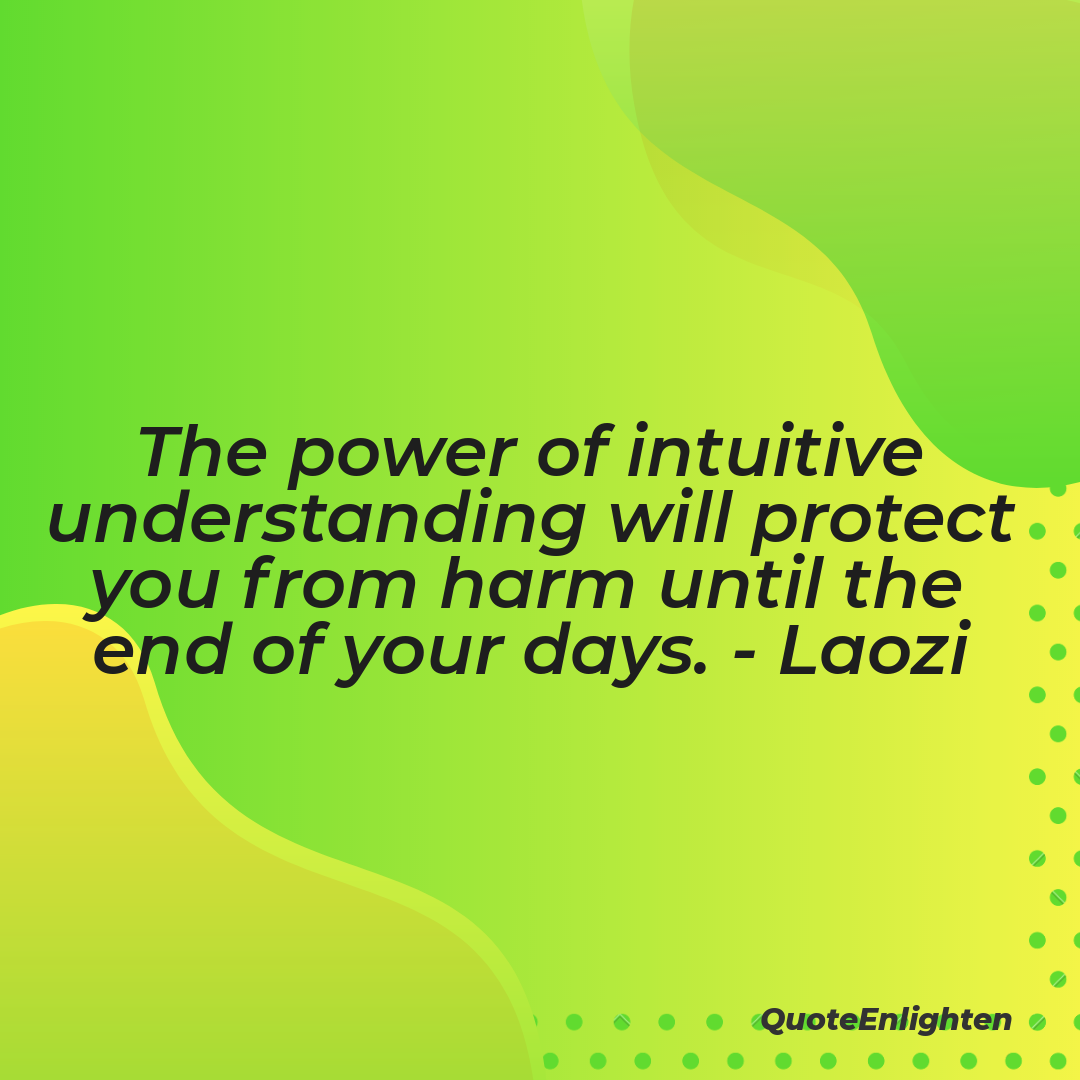 The power of intuitive
understanding will protect
you from harm until the
end of your days. - Laozi
QuoteEnlighten